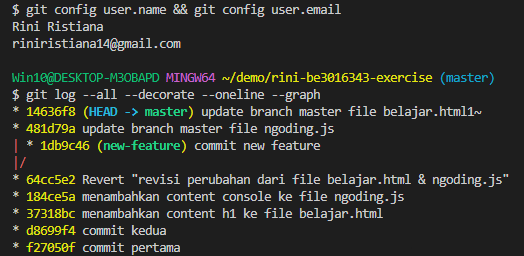 $ git config user.name && git config user.email
Rini Ristiana
riniristiana14@gmail.com
Win10@DESKTOP-M3OBAPD MINGW64 ~/demo/rini-be3016343-exercise (master)
$ git log --all --decorate --oneline --graph
* 14636f8 (HEAD -> master) update branch master file belajar.html1~
* 481d79a update branch master file ngoding.js
| * 1db9c46 (new-feature) commit new feature
|/
* 64cc5e2 Revert "revisi perubahan dari file belajar.html & ngoding.js"
* 184ce5a menambahkan content console ke file ngoding.js
* 37318bc menambahkan content h1 ke file belajar.html
* d8699f4 commit kedua
* f27050f commit pertama